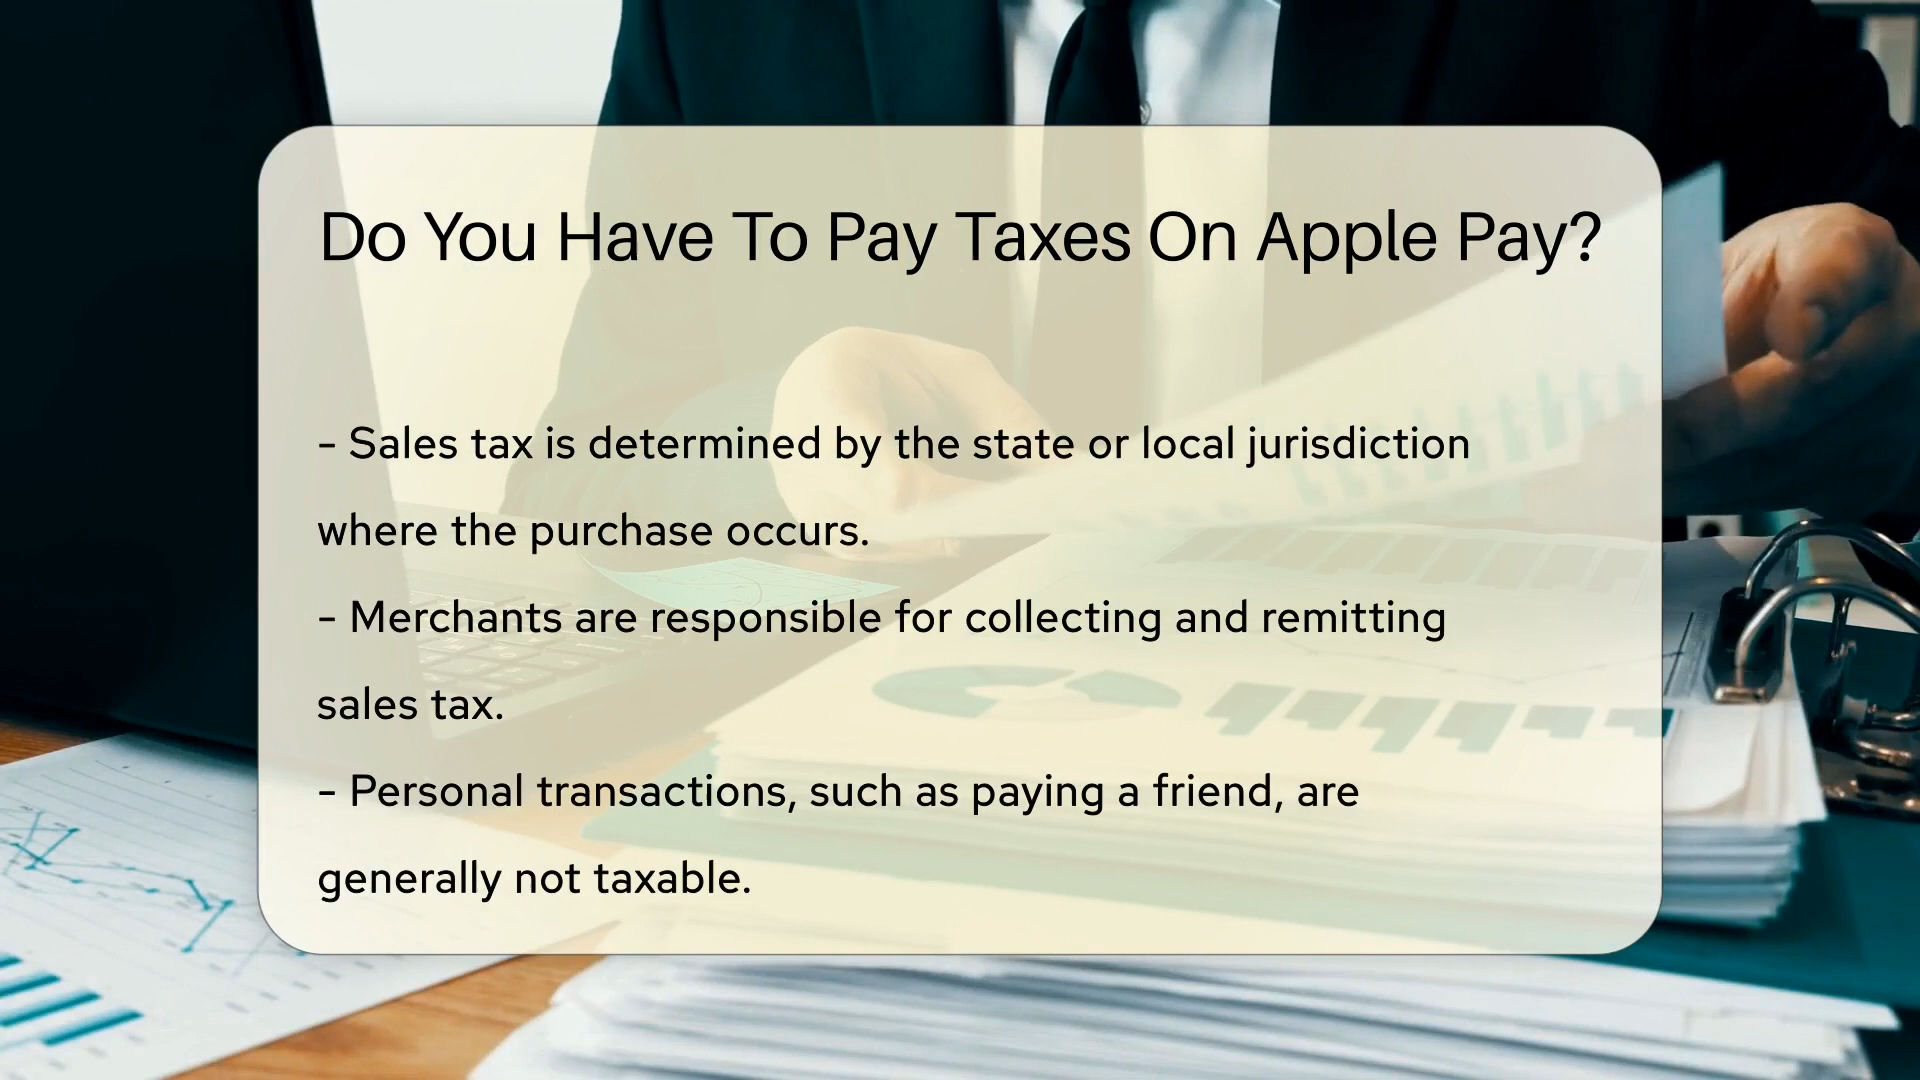 Do You Have To Pay Taxes On Apple Pay?
- Sales tax is determined by the state or local jurisdiction
where the purchase occurs.
- Merchants are responsible for collecting and remitting
sales tax.
- Personal transactions, such as paying a friend, are
generally not taxable.